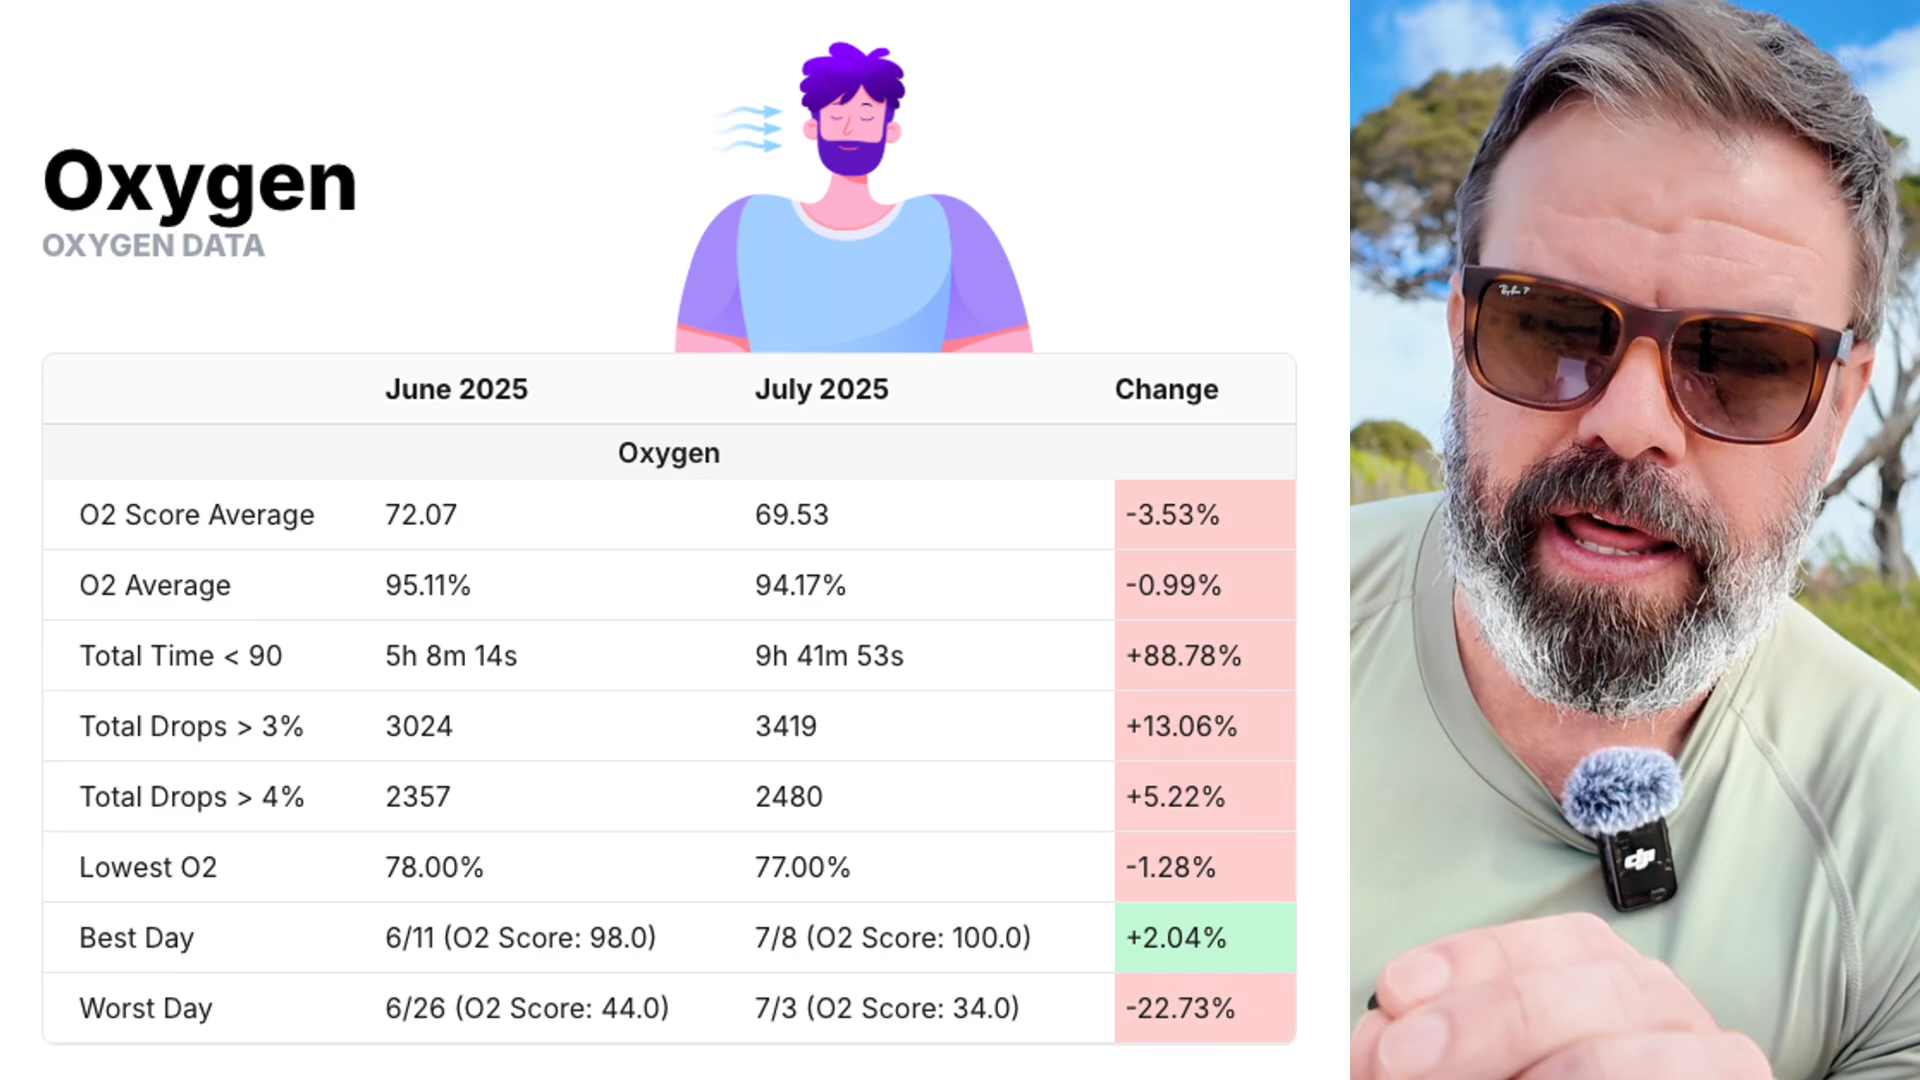 Oxygen
OXYGEN DATA
June 2025 July 2025 Change
Oxygen
O2 Score Average 72.07 69.53 -3.53%
O2 Average 95.11% 94.17% -0.99%
Total Time < 90 5h 8m 14s 9h 41m 53s +88.78%
Total Drops > 3% 3024 3419 +13.06%
Total Drops > 4% 2357 2480 +5.22%
Lowest O2 78.00% 77.00% -1.28%
Best Day 6/11 (O2 Score: 98.0) 7/8 (O2 Score: 100.0) +2.04%
Worst Day 6/26 (O2 Score: 44.0) 7/3 (O2 Score: 34.0) -22.73%
Ray-Ban P
dji